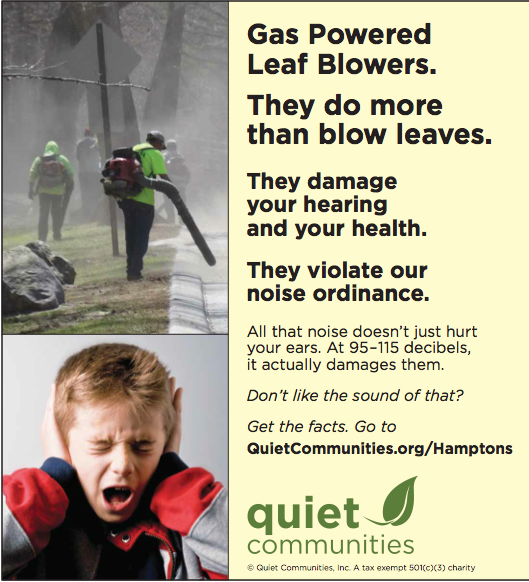 Gas Powered
Leaf Blowers.
They do more
than blow leaves.
They damage
your hearing
and your health.
They violate our
noise ordinance.
All that noise doesn't just hurt
your ears. At 95–115 decibels,
it actually damages them.
Don't like the sound of that?
Get the facts. Go to
QuietCommunities.org/Hamptons
quiet
communities
© Quiet Communities, Inc. A tax exempt 501(c)(3) charity